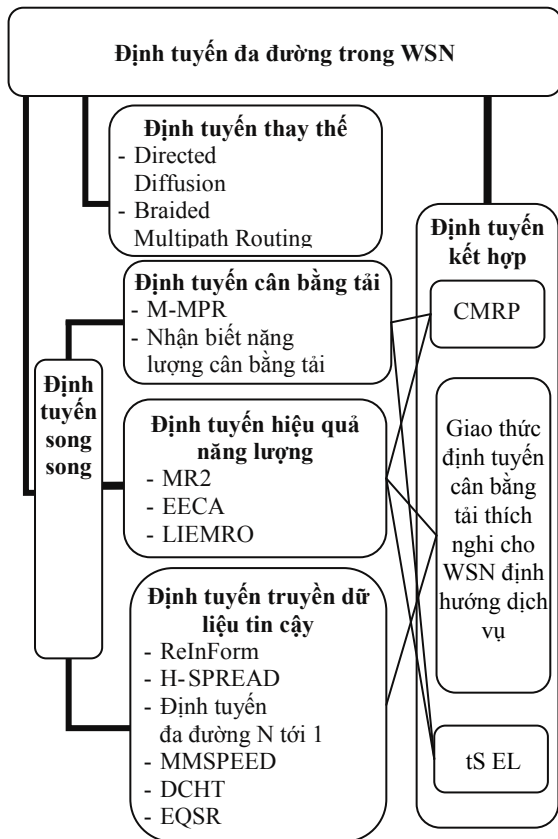 Định tuyến đa đường trong WSN
Định tuyến thay thế
- Directed
Diffusion
- Braided
Multipath Routing
Định tuyến cân bằng tải
- M-MPR
- Nhận biết năng
lượng cân bằng tải
Định
tuyến
song
song
Định tuyến hiệu quả
năng lượng
- MR2
- EECA
- LIEMRO
Định tuyến truyền dữ
liệu tin cậy
- ReInForm
- H-SPREAD
- Định tuyến
đa đường N tới 1
- MMSPEED
- DCHT
- EQSR
Định tuyến
kết hợp
CMRP
Giao thức
định tuyến
cân bằng
tải thích
nghi cho
WSN định
hướng dịch
vụ
tS EL